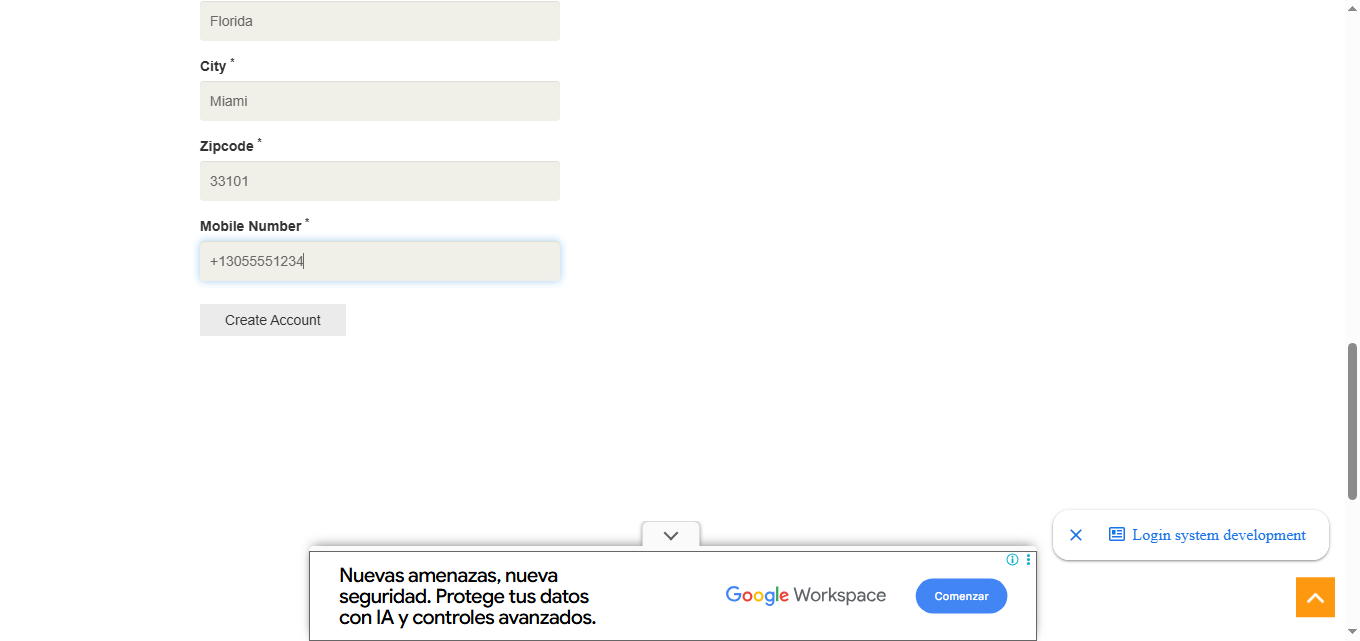 Florida
City *
Miami
Zipcode *
33101
Mobile Number *
+13055551234
Create Account
Login system development
Nuevas amenazas, nueva
seguridad. Protege tus datos
con IA y controles avanzados.
Google Workspace
Comenzar